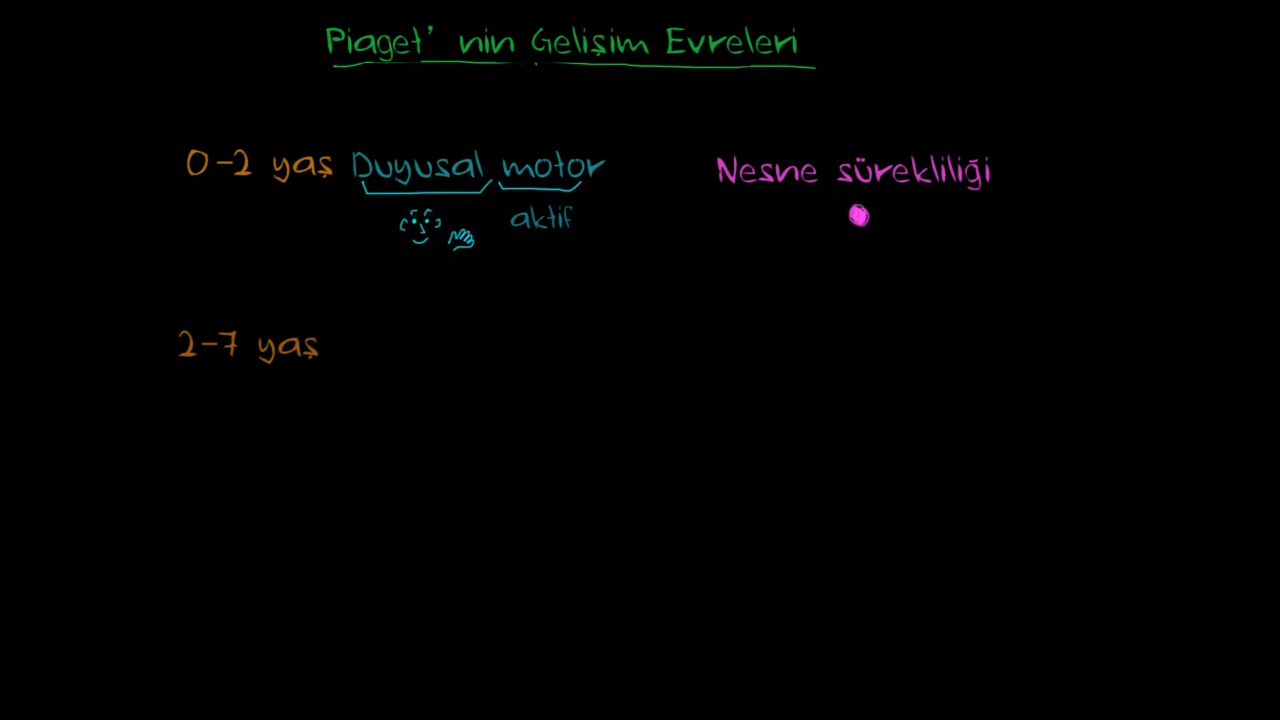 Piaget' nin Gelişim Evreleri
0-2 yaş Duyusal motor Nesne sürekliliği
aktif
2-7 yaş